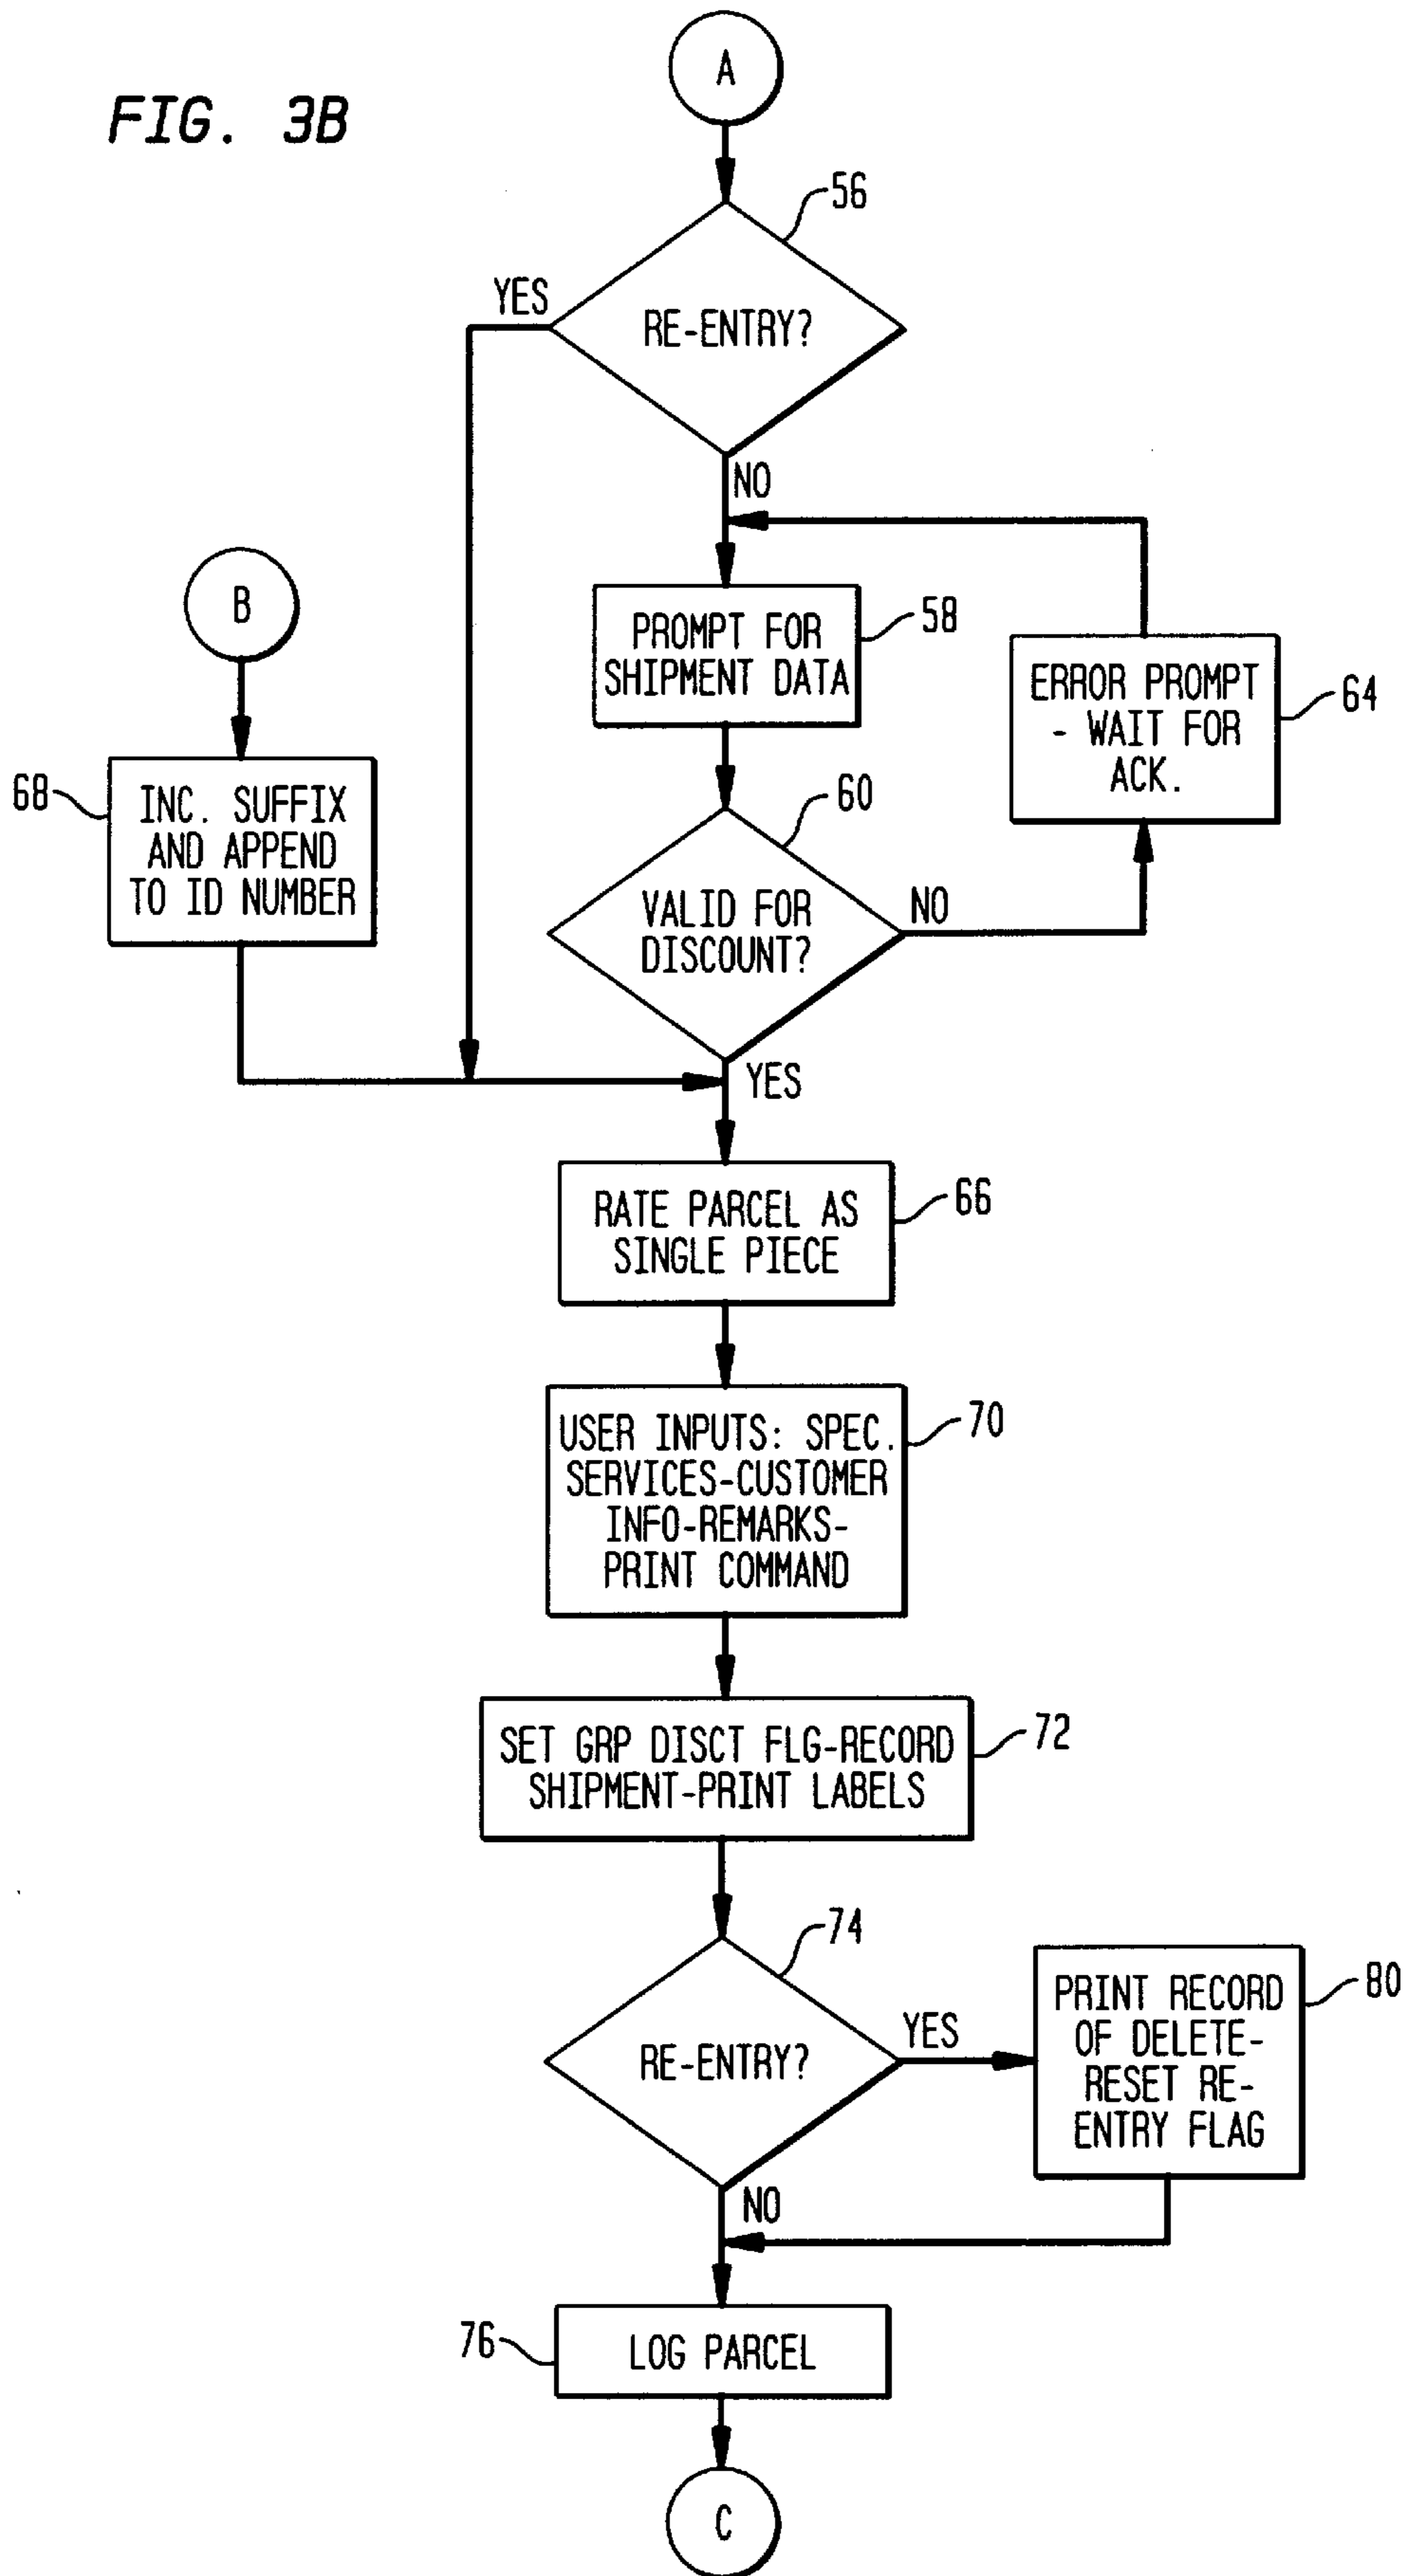 A
FIG. 3B
56
YES
RE-ENTRY?
NO
B
PROMPT FOR
SHIPMENT DATA
58
ERROR PROMPT
- WAIT FOR
ACK.
64
68
INC. SUFFIX
AND APPEND
TO ID NUMBER
60
VALID FOR
DISCOUNT?
NO
YES
RATE PARCEL AS
SINGLE PIECE
66
USER INPUTS: SPEC.
SERVICES-CUSTOMER
INFO-REMARKS-
PRINT COMMAND
70
SET GRP DISCT FLG-RECORD
SHIPMENT-PRINT LABELS
72
74
RE-ENTRY?
YES
PRINT RECORD
OF DELETE-
RESET RE-
ENTRY FLAG
80
NO
76
LOG PARCEL
C